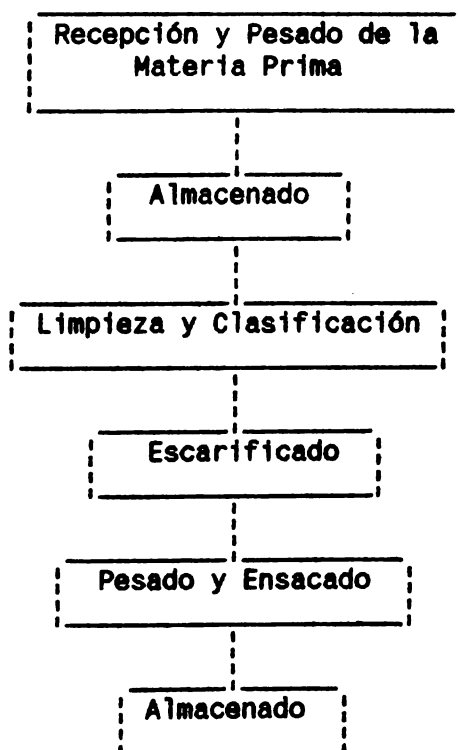 Recepción y Pesado de la
Materia Prima
Almacenado
Limpieza y Clasificación
Escarificado
Pesado y Ensacado
Almacenado